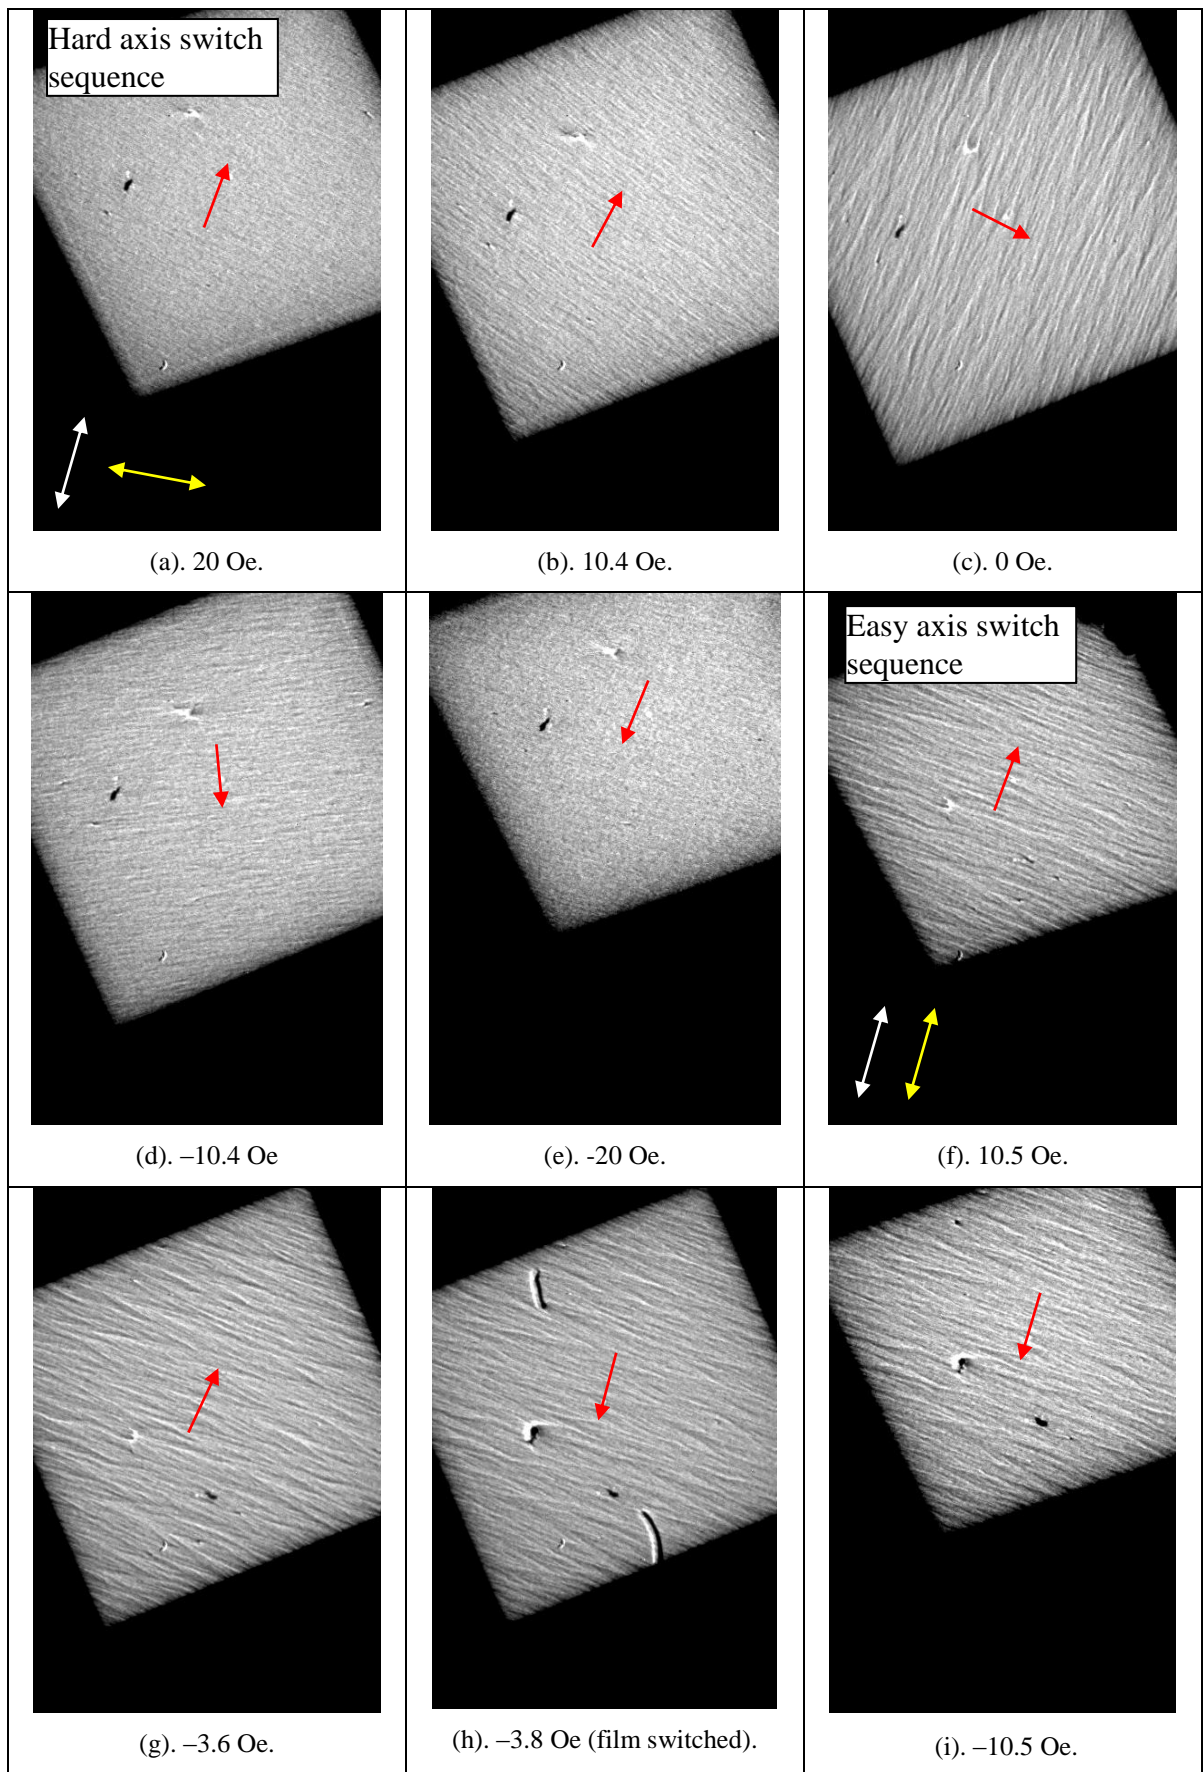 Hard axis switch
sequence
(a). 20 Oe.
(b). 10.4 Oe.
(c). 0 Oe.
(d). –10.4 Oe
(e). -20 Oe.
Easy axis switch
sequence
(f). 10.5 Oe.
(g). –3.6 Oe.
(h). –3.8 Oe (film switched).
(i). –10.5 Oe.